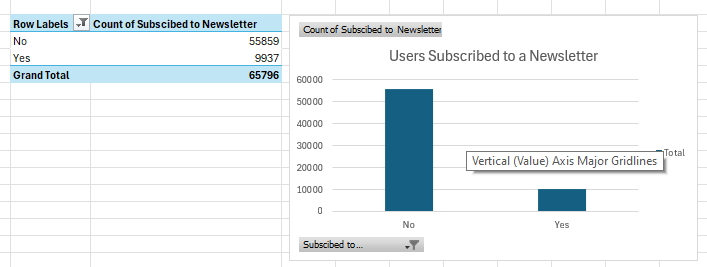 Row Labels Count of Subscibed to Newsletter
No 55859
Yes 9937
Grand Total 65796
Count of Subscibed to Newsletter
Users Subscribed to a Newsletter
60000
50000
40000
30000
20000
10000
0
Vertical (Value) Axis Major Gridlines
Total
No Yes
Subscibed to...